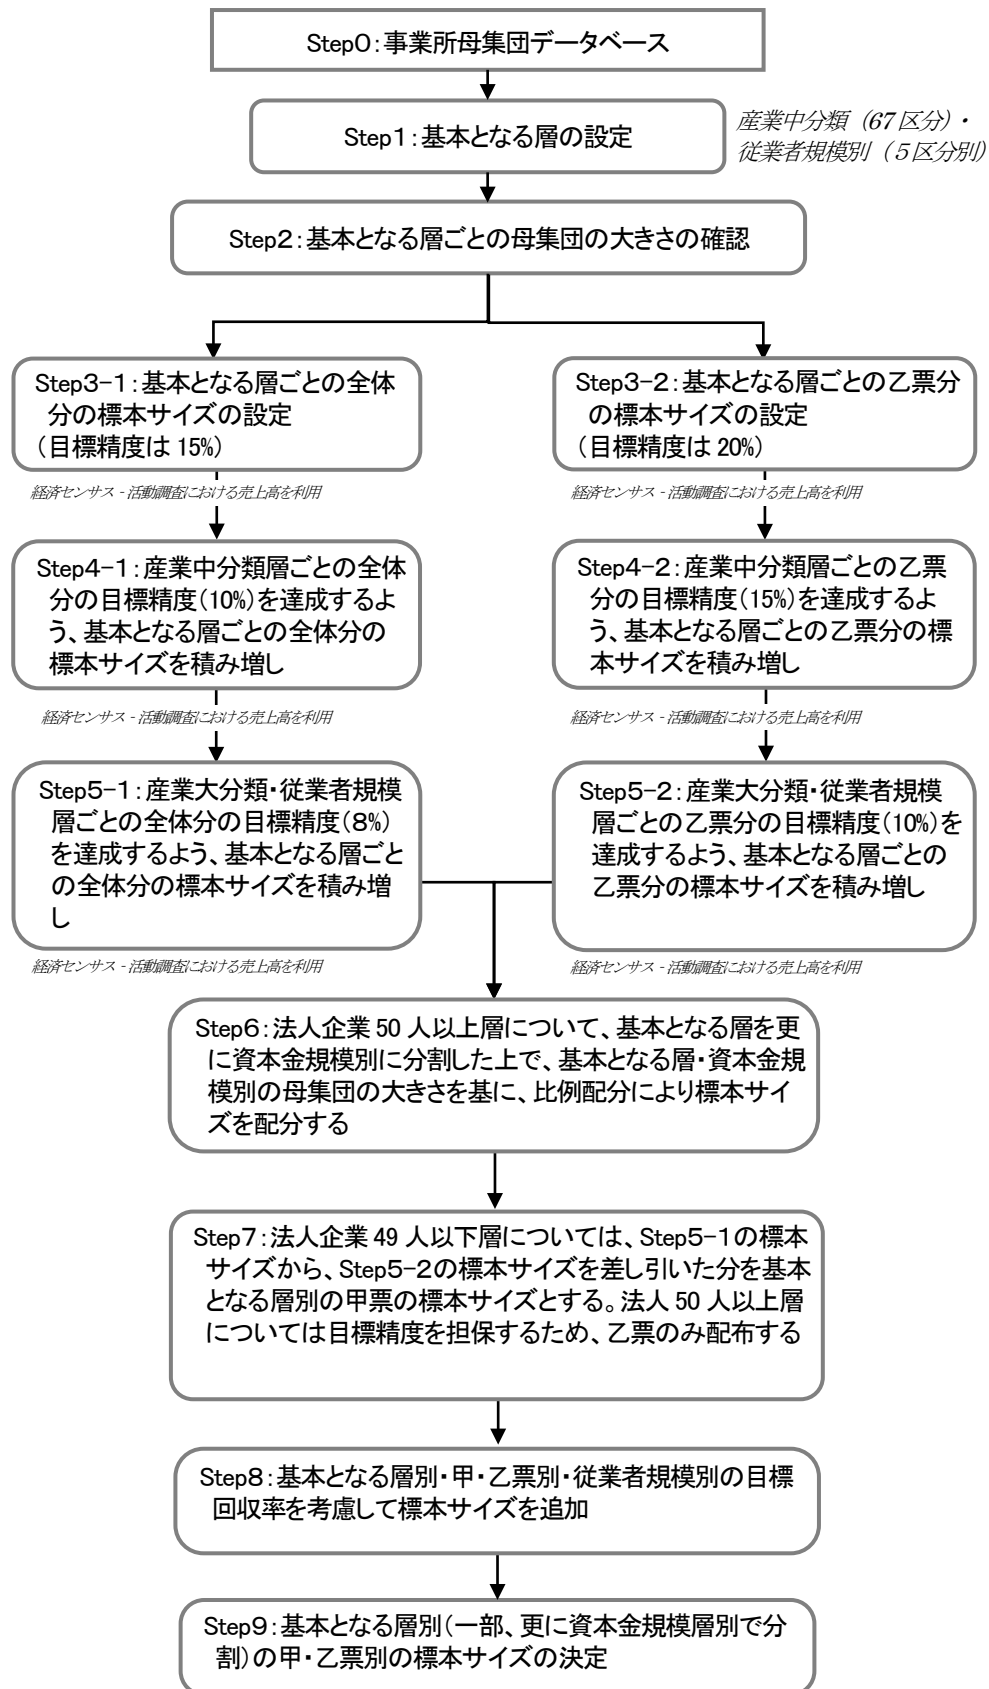 Step0：事業所母集団データベース
Step1：基本となる層の設定
産業中分類（67区分）・
従業者規模別（５区分別）
Step2：基本となる層ごとの母集団の大きさの確認
Step3-1：基本となる層ごとの全体
分の標本サイズの設定
（目標精度は 15%）
経済センサス‐活動調査における売上高を利用
Step4-1：産業中分類層ごとの全体
分の目標精度（10%）を達成するよ
う、基本となる層ごとの全体分の
標本サイズを積み増し
経済センサス‐活動調査における売上高を利用
Step5-1：産業大分類・従業者規模
層ごとの全体分の目標精度（8%）
を達成するよう、基本となる層ごと
の全体分の標本サイズを積み増
し
経済センサス‐活動調査における売上高を利用
Step3-2：基本となる層ごとの乙票分
の標本サイズの設定
（目標精度は 20%）
経済センサス‐活動調査における売上高を利用
Step4-2：産業中分類層ごとの乙票
分の目標精度（15%）を達成するよ
う、基本となる層ごとの乙票分の標
本サイズを積み増し
経済センサス‐活動調査における売上高を利用
Step5-2：産業大分類・従業者規模
層ごとの乙票分の目標精度（10%）を
達成するよう、基本となる層ごとの
乙票分の標本サイズを積み増し
経済センサス‐活動調査における売上高を利用
Step6：法人企業 50 人以上層について、基本となる層を更
に資本金規模別に分割した上で、基本となる層・資本金規
模別の母集団の大きさを基に、比例配分により標本サイ
ズを配分する
Step7：法人企業 49 人以下層については、Step5-1の標本
サイズから、Step5-2の標本サイズを差し引いた分を基本
となる層別の甲票の標本サイズとする。法人 50 人以上層
については目標精度を担保するため、乙票のみ配布する
Step8：基本となる層別・甲・乙票別・従業者規模別の目標
回収率を考慮して標本サイズを追加
Step9：基本となる層別（一部、更に資本金規模層別で分
割）の甲・乙票別の標本サイズの決定